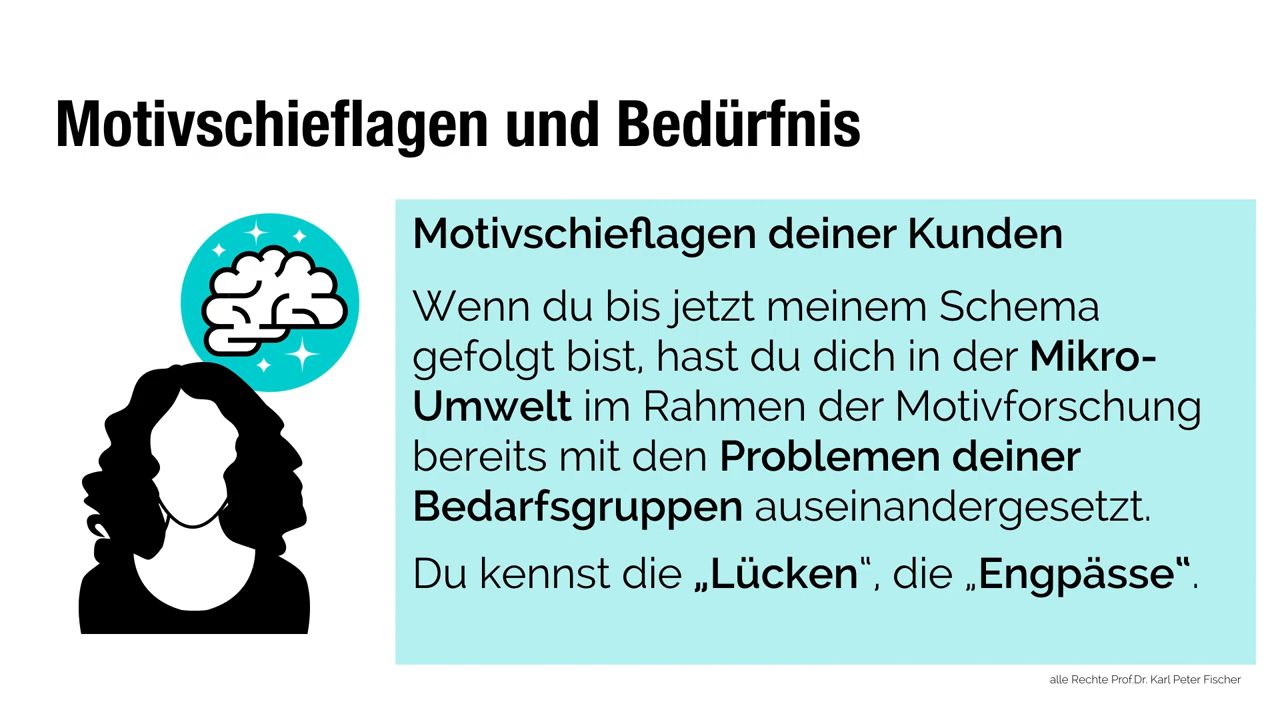 Motivschieflagen und Bedürfnis
Motivschieflagen deiner Kunden
Wenn du bis jetzt meinem Schema
gefolgt bist, hast du dich in der Mikro-
Umwelt im Rahmen der Motivforschung
bereits mit den Problemen deiner
Bedarfsgruppen auseinandergesetzt.
Du kennst die „Lücken“, die „Engpässe“.
alle Rechte Prof.Dr. Karl Peter Fischer